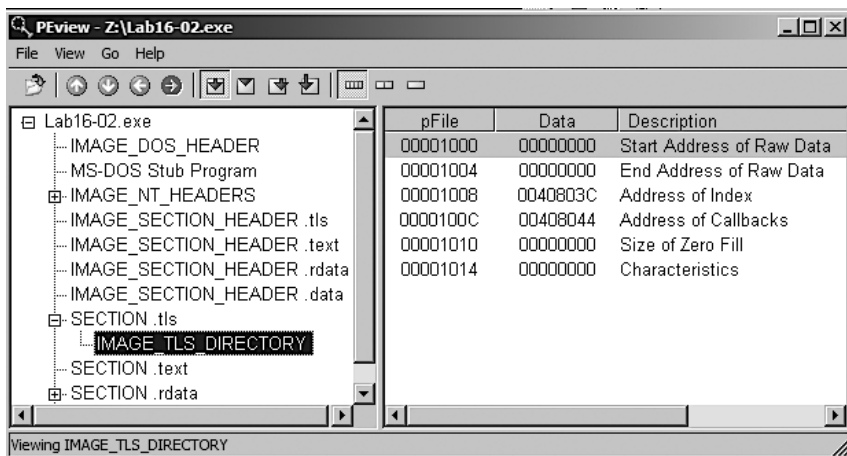 PEview - Z:\Lab16-02.exe
File View Go Help
Lab16-02.exe
IMAGE_DOS_HEADER
MS-DOS Stub Program
IMAGE_NT_HEADERS
IMAGE_SECTION_HEADER .tls
IMAGE_SECTION_HEADER .text
IMAGE_SECTION_HEADER .rdata
IMAGE_SECTION_HEADER .data
SECTION .tls
IMAGE_TLS_DIRECTORY
SECTION .text
SECTION .rdata
pFile Data Description
00001000 00000000 Start Address of Raw Data
00001004 00000000 End Address of Raw Data
00001008 0040803C Address of Index
0000100C 00408044 Address of Callbacks
00001010 00000000 Size of Zero Fill
00001014 00000000 Characteristics
Viewing IMAGE_TLS_DIRECTORY